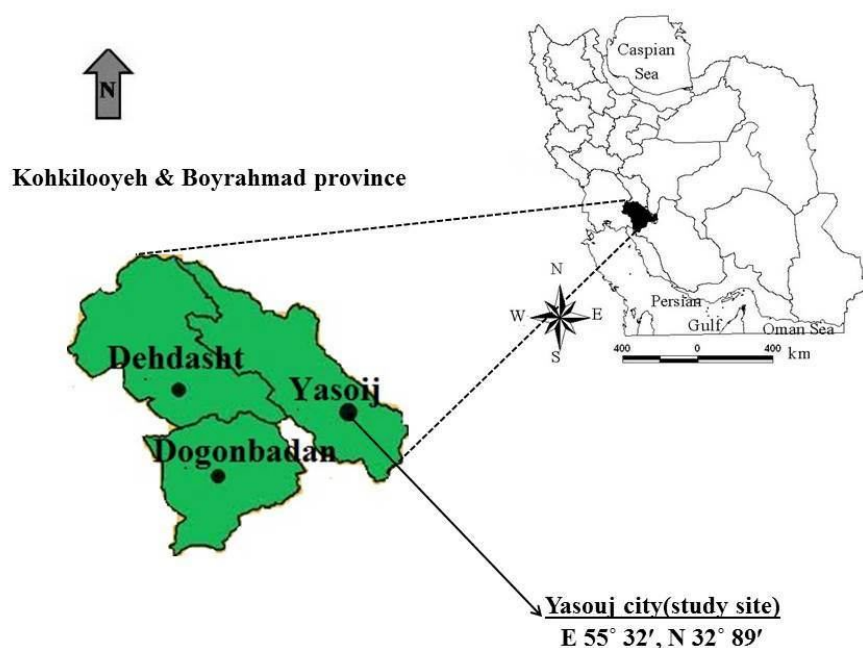 N
Caspian
Sea
Kohkilooyeh & Boyrahmad province
N
W
E
S
Persian
Gulf
Oman Sea
400
0
400
km
Dehdasht
Yasoij
Dogonbadan
Yasouj city(study site)
E 55° 32′, N 32° 89′